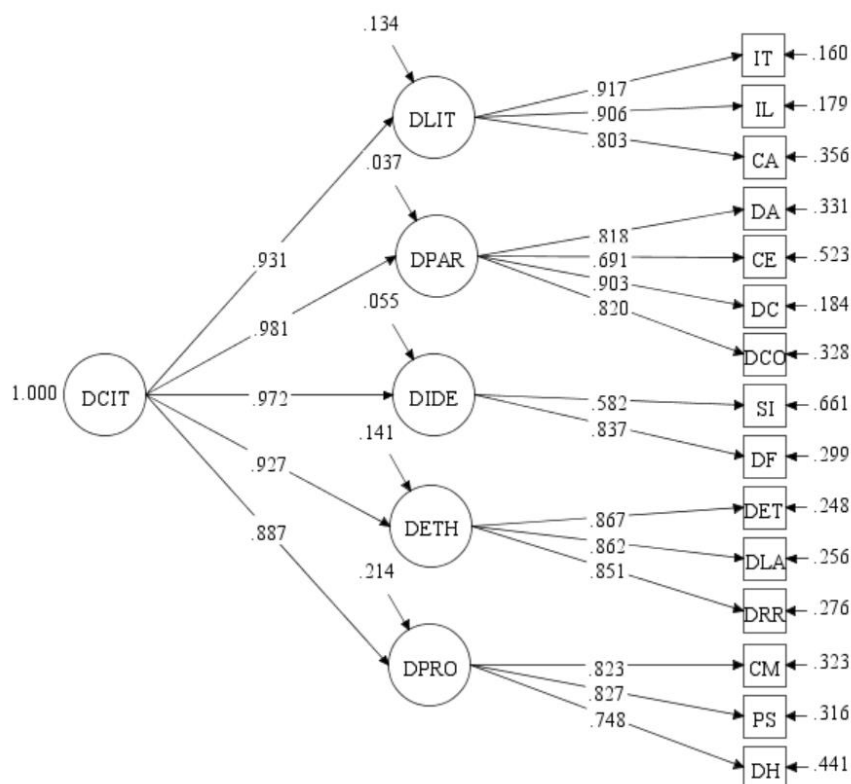 .134
IT
.160
.917
IL
.179
DLIT
.906
.803
CA
.356
.037
DA
.331
.818
CE
.523
.931
DPAR
.691
.903
DC
.184
.055
.820
.981
DCO
.328
1.000
DCIT
.972
DIDE
.582
SI
.661
.837
.141
DF
.299
.927
DET
.248
.867
DETH
.862
DLA
.256
.887
.851
.214
DRR
.276
DPRO
.823
CM
.323
.827
PS
.316
.748
DH
.441